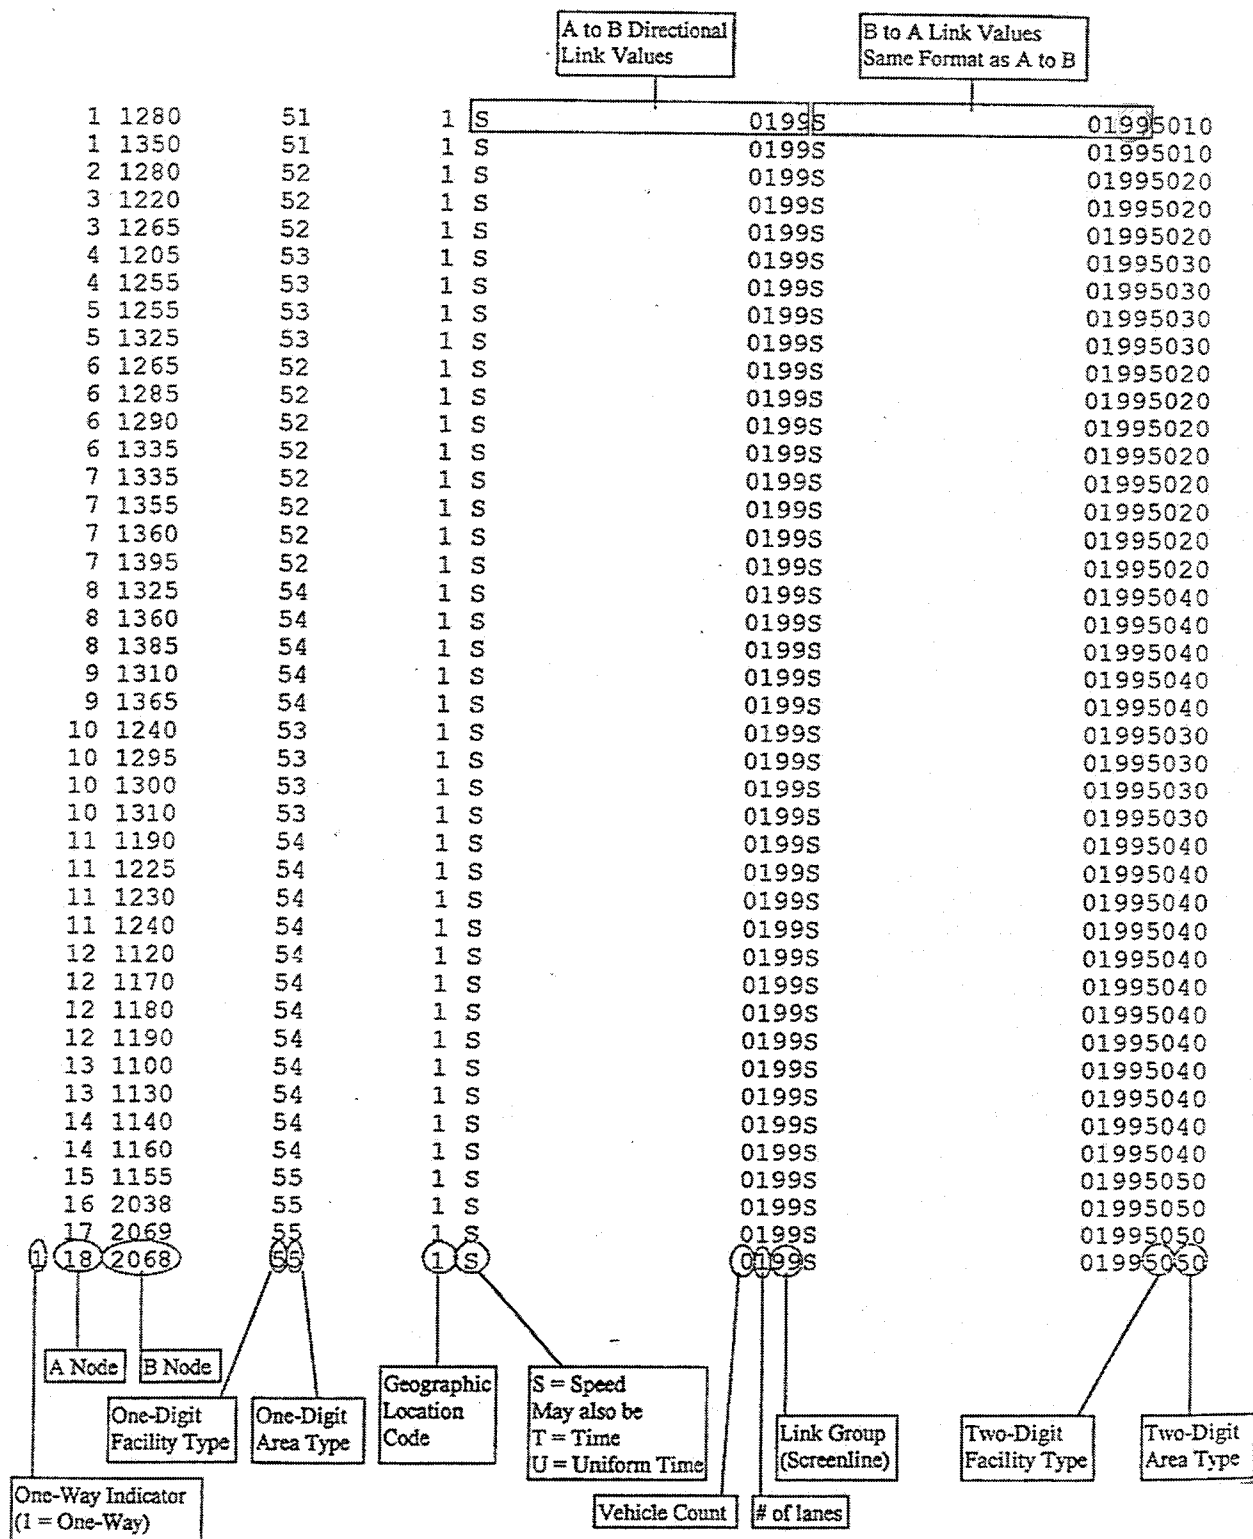 A to B Directional
Link Values
B to A Link Values
Same Format as A to B
1 1280 51 1 S 0199S 01995010
1 1350 51 1 S 0199S 01995010
2 1280 52 1 S 0199S 01995020
3 1220 52 1 S 0199S 01995020
3 1265 52 1 S 0199S 01995020
4 1205 53 1 S 0199S 01995030
4 1255 53 1 S 0199S 01995030
5 1255 53 1 S 0199S 01995030
5 1325 53 1 S 0199S 01995030
6 1265 52 1 S 0199S 01995020
6 1285 52 1 S 0199S 01995020
6 1290 52 1 S 0199S 01995020
6 1335 52 1 S 0199S 01995020
7 1335 52 1 S 0199S 01995020
7 1355 52 1 S 0199S 01995020
7 1360 52 1 S 0199S 01995020
7 1395 52 1 S 0199S 01995020
8 1325 54 1 S 0199S 01995040
8 1360 54 1 S 0199S 01995040
8 1385 54 1 S 0199S 01995040
9 1310 54 1 S 0199S 01995040
9 1365 54 1 S 0199S 01995040
10 1240 53 1 S 0199S 01995030
10 1295 53 1 S 0199S 01995030
10 1300 53 1 S 0199S 01995030
10 1310 53 1 S 0199S 01995030
11 1190 54 1 S 0199S 01995040
11 1225 54 1 S 0199S 01995040
11 1230 54 1 S 0199S 01995040
11 1240 54 1 S 0199S 01995040
12 1120 54 1 S 0199S 01995040
12 1170 54 1 S 0199S 01995040
12 1180 54 1 S 0199S 01995040
12 1190 54 1 S 0199S 01995040
13 1100 54 1 S 0199S 01995040
13 1130 54 1 S 0199S 01995040
14 1140 54 1 S 0199S 01995040
14 1160 54 1 S 0199S 01995040
15 1155 55 1 S 0199S 01995050
16 2038 55 1 S 0199S 01995050
17 2069 55 1 S 0199S 01995050
1 18 2068 55 1 S 0199S 01995050
A Node
B Node
One-Digit
Facility Type
One-Digit
Area Type
Geographic
Location
Code
S = Speed
May also be
T = Time
U = Uniform Time
Link Group
(Screenline)
Two-Digit
Facility Type
Two-Digit
Area Type
One-Way Indicator
(1 = One-Way)
Vehicle Count
# of lanes